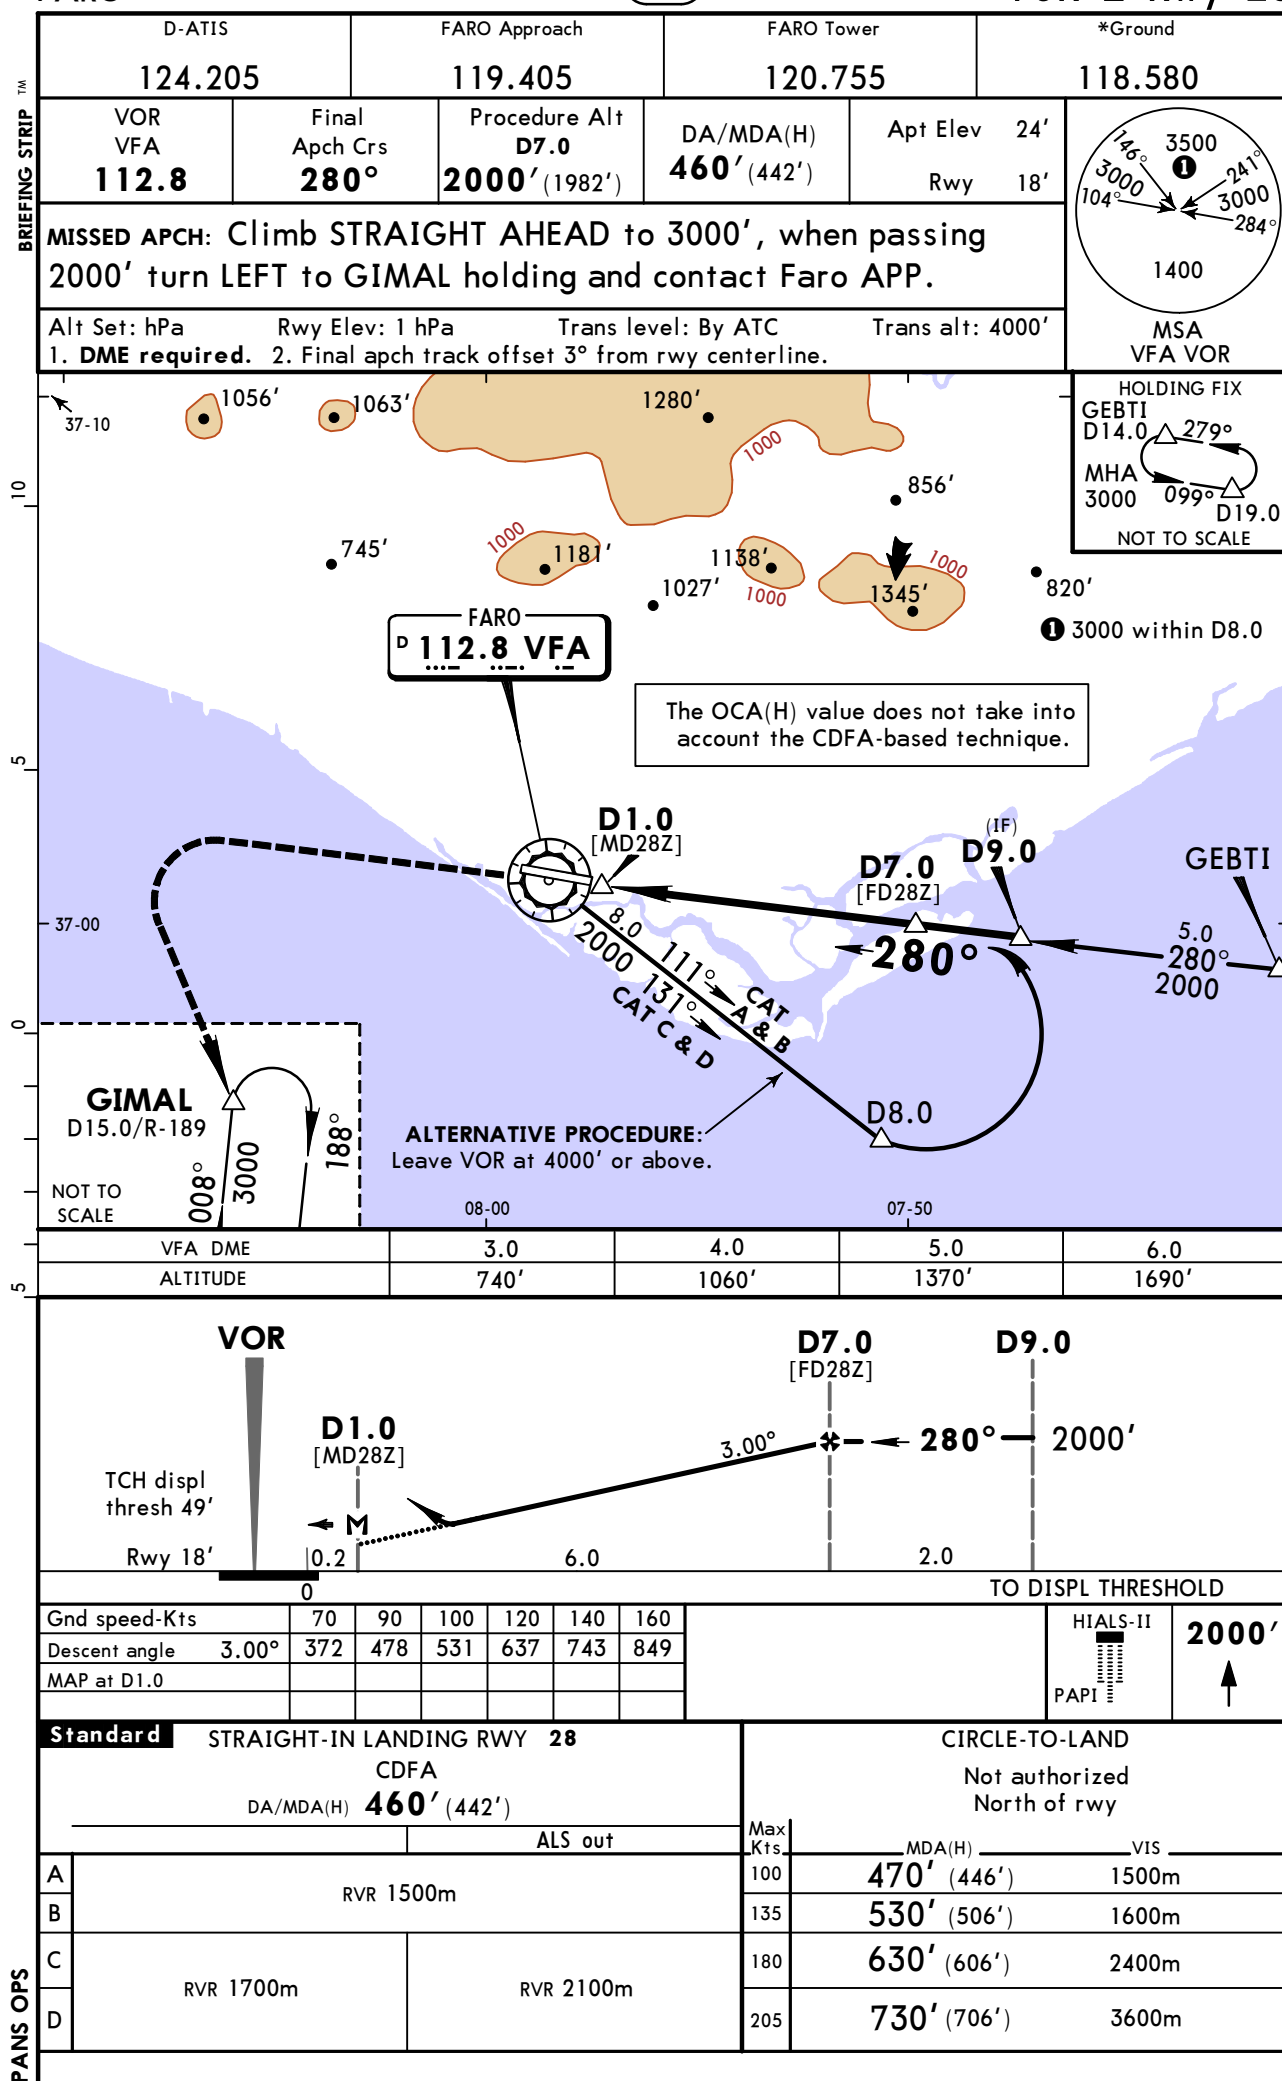 D-ATIS FARO Approach FARO Tower *Ground
124.205 119.405 120.755 118.580
BRIEFING STRIP TM
VOR VFA 112.8
Final Apch Crs 280°
Procedure Alt D7.0 2000' (1982')
DA/MDA(H) 460' (442')
Apt Elev 24'
Rwy 18'
MISSED APCH: Climb STRAIGHT AHEAD to 3000', when passing
2000' turn LEFT to GIMAL holding and contact Faro APP.
Alt Set: hPa Rwy Elev: 1 hPa Trans level: By ATC Trans alt: 4000'
1. DME required. 2. Final apch track offset 3° from rwy centerline.
146° 3500 1 241°
3000 3000
104° 284°
1400
MSA
VFA VOR
37-10
1056'
1063'
1280'
1000
HOLDING FIX
GEBTI
D14.0 279°
MHA
3000 099° D19.0
NOT TO SCALE
10
856'
745'
1000
1181'
1138'
1000
1027'
1000
1345'
820'
1 3000 within D8.0
FARO
D 112.8 VFA
The OCA(H) value does not take into
account the CDFA-based technique.
5
D1.0
[MD28Z]
D7.0
[FD28Z]
(IF)
D9.0
GEBTI
37-00
280°
5.0
280°
2000
8.0
2000
111°
CAT
A & B
131°
CAT C & D
0
GIMAL
D15.0/R-189
008°
3000
188°
NOT TO
SCALE
D8.0
ALTERNATIVE PROCEDURE:
Leave VOR at 4000' or above.
08-00
07-50
5
VFA DME 3.0 4.0 5.0 6.0
ALTITUDE 740' 1060' 1370' 1690'
VOR
D7.0
[FD28Z]
D9.0
D1.0
[MD28Z]
3.00°
280° 2000'
TCH displ
thresh 49'
M
Rwy 18' 0.2 6.0 2.0
0
TO DISPL THRESHOLD
Gnd speed-Kts 70 90 100 120 140 160
Descent angle 3.00° 372 478 531 637 743 849
MAP at D1.0
HIALS-II
PAPI
2000'
Standard STRAIGHT-IN LANDING RWY 28
CDFA
DA/MDA(H) 460' (442')
ALS out
A
B
RVR 1500m
C
D
RVR 1700m RVR 2100m
CIRCLE-TO-LAND
Not authorized
North of rwy
Max
Kts MDA(H) VIS
100 470' (446') 1500m
135 530' (506') 1600m
180 630' (606') 2400m
205 730' (706') 3600m
PANS OPS